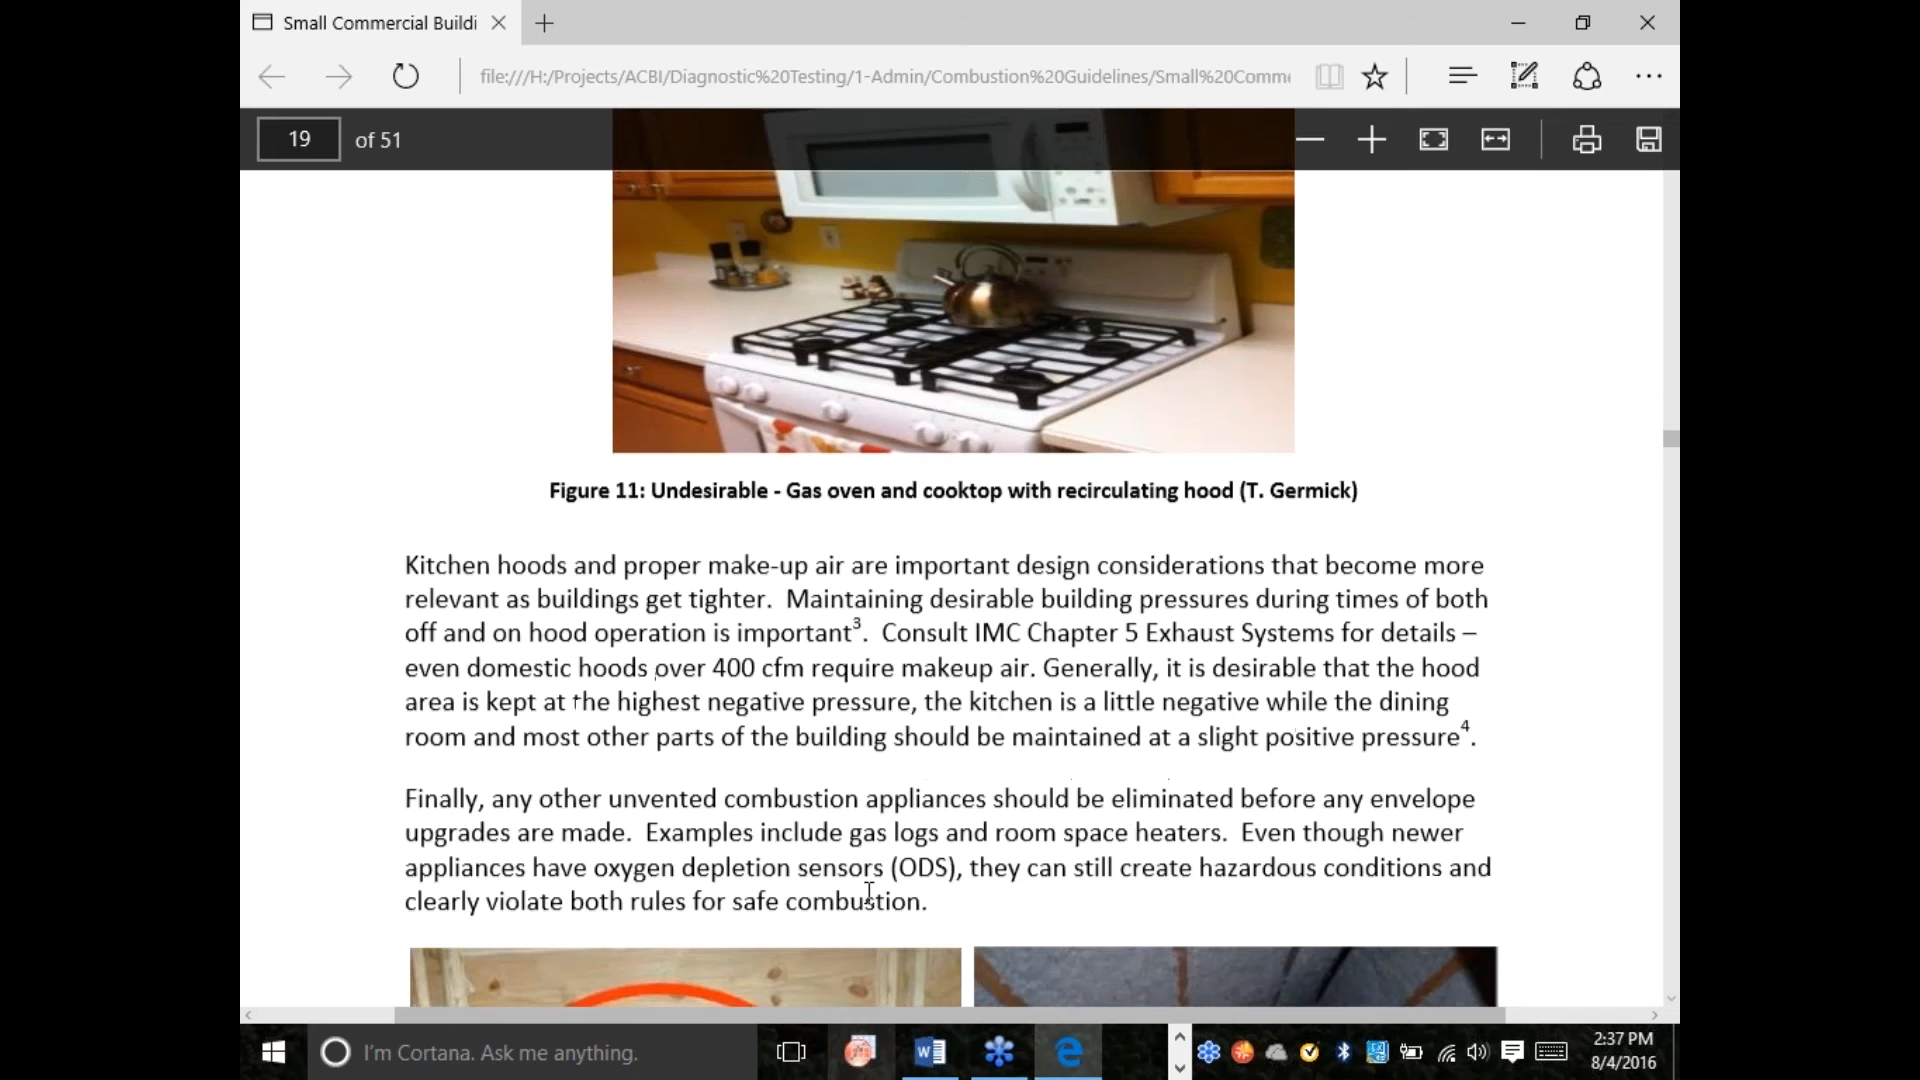 Small Commercial Buildi
file:///H:/Projects/ACBI/Diagnostic%20Testing/1-Admin/Combustion%20Guidelines/Small%20Comme
19 of 51
Figure 11: Undesirable - Gas oven and cooktop with recirculating hood (T. Germick)
Kitchen hoods and proper make-up air are important design considerations that become more
relevant as buildings get tighter.  Maintaining desirable building pressures during times of both
off and on hood operation is important3.  Consult IMC Chapter 5 Exhaust Systems for details –
even domestic hoods over 400 cfm require makeup air. Generally, it is desirable that the hood
area is kept at the highest negative pressure, the kitchen is a little negative while the dining
room and most other parts of the building should be maintained at a slight positive pressure4.
Finally, any other unvented combustion appliances should be eliminated before any envelope
upgrades are made.  Examples include gas logs and room space heaters.  Even though newer
appliances have oxygen depletion sensors (ODS), they can still create hazardous conditions and
clearly violate both rules for safe combustion.
I'm Cortana. Ask me anything.
2:37 PM
8/4/2016